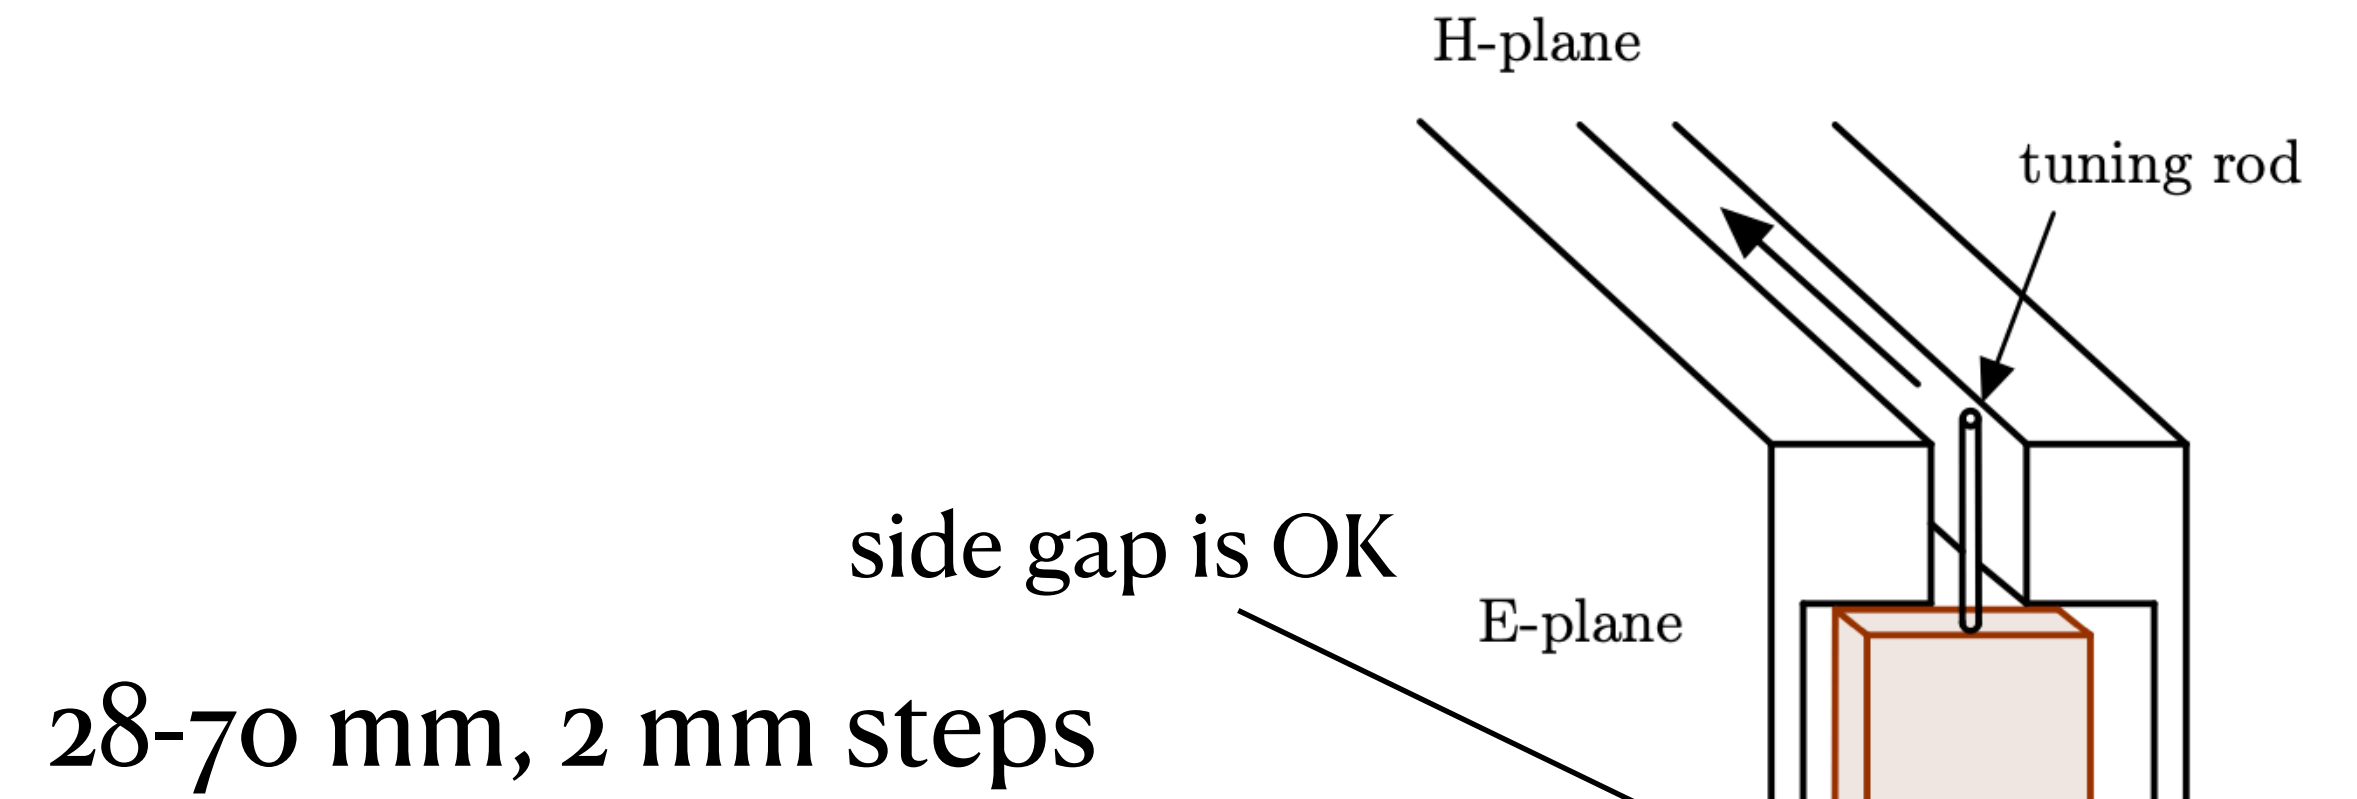 H-plane
tuning rod
side gap is OK
E-plane
28-70 mm, 2 mm steps